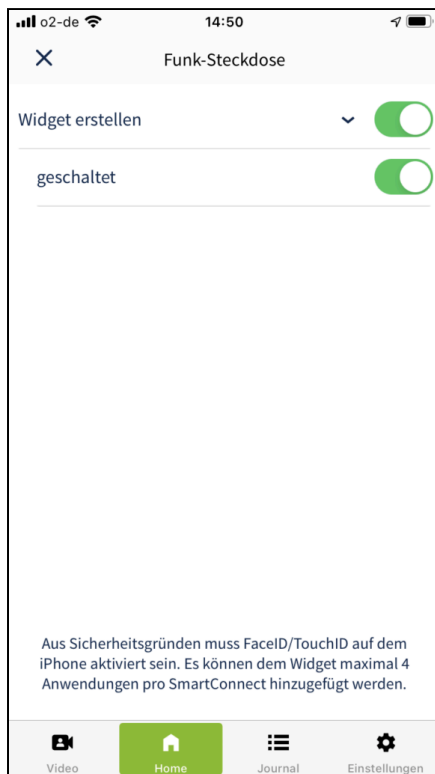 o2-de 14:50
Funk-Steckdose
Widget erstellen
geschaltet
Aus Sicherheitsgründen muss FaceID/TouchID auf dem
iPhone aktiviert sein. Es können dem Widget maximal 4
Anwendungen pro SmartConnect hinzugefügt werden.
Video Home Journal Einstellungen